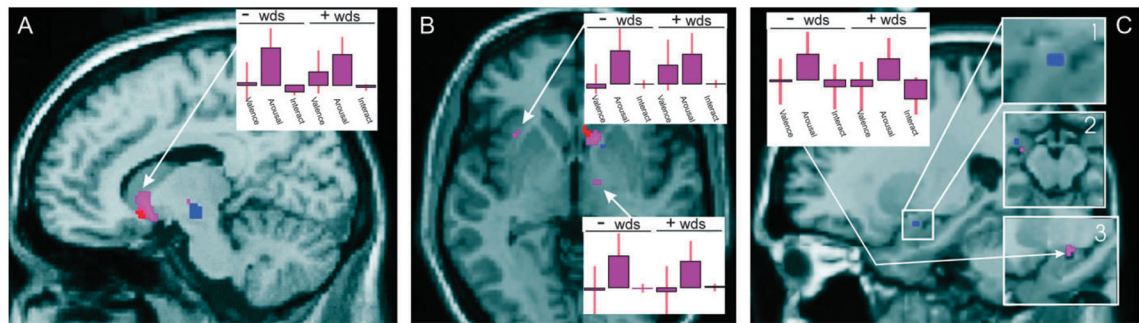 A
- wds + wds
Valence
Arousal
Interact
Valence
Arousal
Interact
B
- wds + wds
Valence
Arousal
Interact
Valence
Arousal
Interact
- wds + wds
- wds + wds
Valence
Arousal
Interact
Valence
Arousal
Interact
C
1
2
3